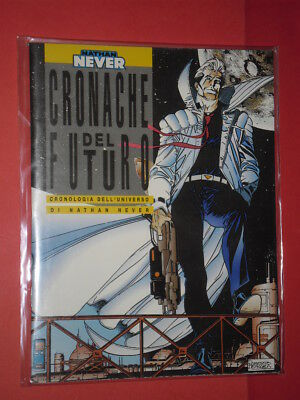 NATHAN
NEVER
CRONACHE
DEL
FUTURO
CRONOLOGIA DELL'UNIVERSO
DI NATHAN NEVER